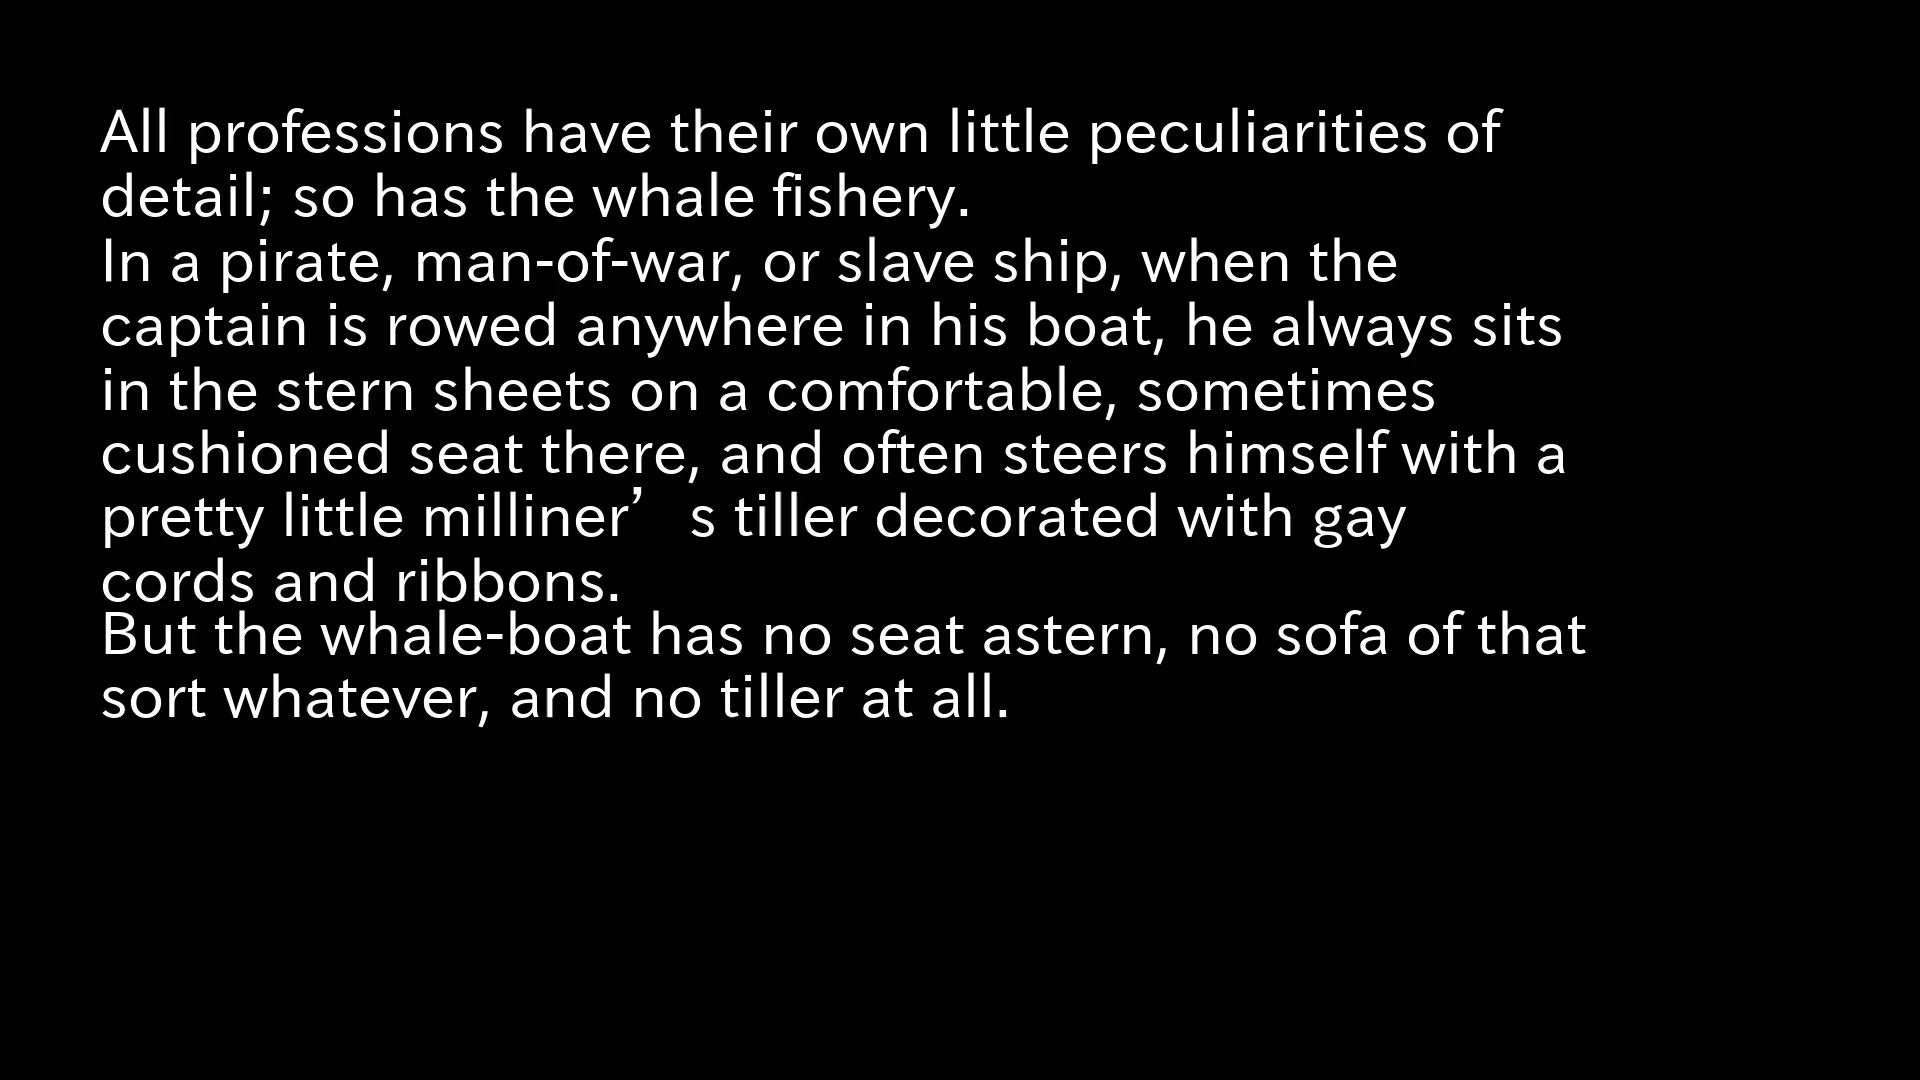 All professions have their own little peculiarities of
detail; so has the whale fishery.
In a pirate, man-of-war, or slave ship, when the
captain is rowed anywhere in his boat, he always sits
in the stern sheets on a comfortable, sometimes
cushioned seat there, and often steers himself with a
pretty little milliner’s tiller decorated with gay
cords and ribbons.
But the whale-boat has no seat astern, no sofa of that
sort whatever, and no tiller at all.